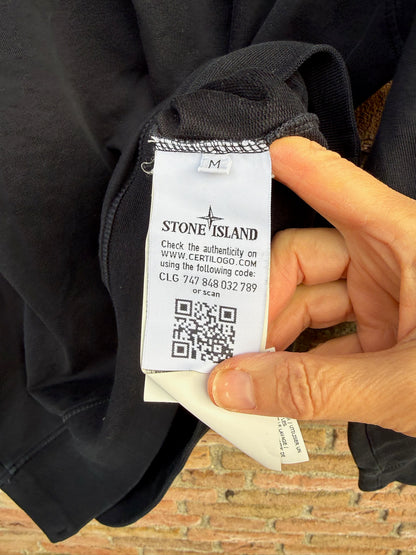 M
STONE ISLAND
Check the authenticity on
WWW.CERTILOGO.COM
using the following code:
CLG 747 848 032 789
or scan